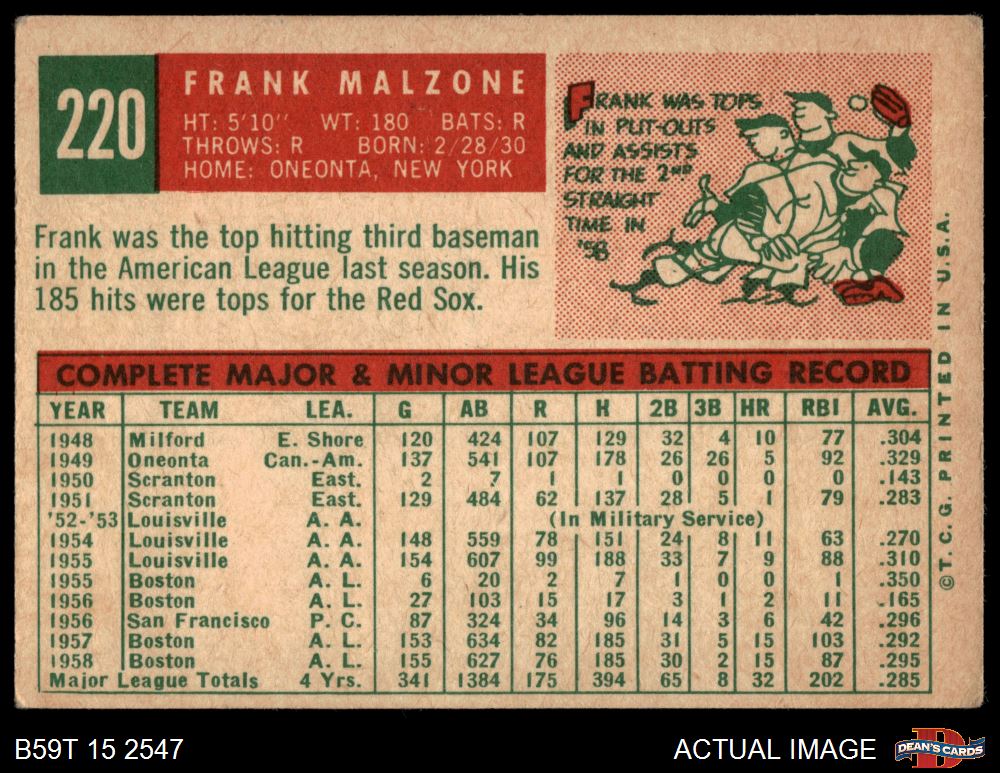 220
FRANK MALZONE
HT: 5'10" WT: 180 BATS: R
THROWS: R BORN: 2/28/30
HOME: ONEONTA, NEW YORK
FRANK WAS TOPS
IN PUT-OUTS
AND ASSISTS
FOR THE 2ND
STRAIGHT
TIME IN
'58
Frank was the top hitting third baseman
in the American League last season. His
185 hits were tops for the Red Sox.
COMPLETE MAJOR & MINOR LEAGUE BATTING RECORD
YEAR TEAM LEA. G AB R H 2B 3B HR RBI AVG.
1948 Milford E. Shore 120 424 107 129 32 4 10 77 .304
1949 Oneonta Can.-Am. 137 541 107 178 26 26 5 92 .329
1950 Scranton East. 2 7 1 1 0 0 0 0 .143
1951 Scranton East. 129 484 62 137 28 5 1 79 .283
'52-'53 Louisville A. A. (In Military Service)
1954 Louisville A. A. 148 559 78 151 24 8 11 63 .270
1955 Louisville A. A. 154 607 99 188 33 7 9 88 .310
1955 Boston A. L. 6 20 2 7 1 0 0 1 .350
1956 Boston A. L. 27 103 15 17 3 1 2 11 .165
1956 San Francisco P. C. 87 324 34 96 14 3 6 42 .296
1957 Boston A. L. 153 634 82 185 31 5 15 103 .292
1958 Boston A. L. 155 627 76 185 30 2 15 87 .295
Major League Totals 4 Yrs. 341 1384 175 394 65 8 32 202 .285
©T.C.G. PRINTED IN U.S.A.
B59T 15 2547
ACTUAL IMAGE
DEAN'S CARDS